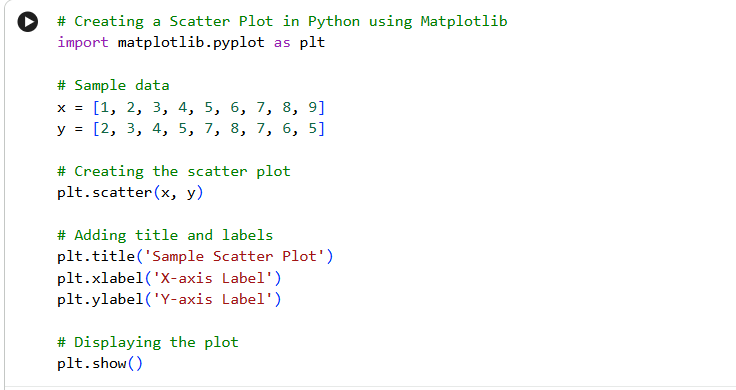 # Creating a Scatter Plot in Python using Matplotlib
import matplotlib.pyplot as plt
# Sample data
x = [1, 2, 3, 4, 5, 6, 7, 8, 9]
y = [2, 3, 4, 5, 7, 8, 7, 6, 5]
# Creating the scatter plot
plt.scatter(x, y)
# Adding title and labels
plt.title('Sample Scatter Plot')
plt.xlabel('X-axis Label')
plt.ylabel('Y-axis Label')
# Displaying the plot
plt.show()